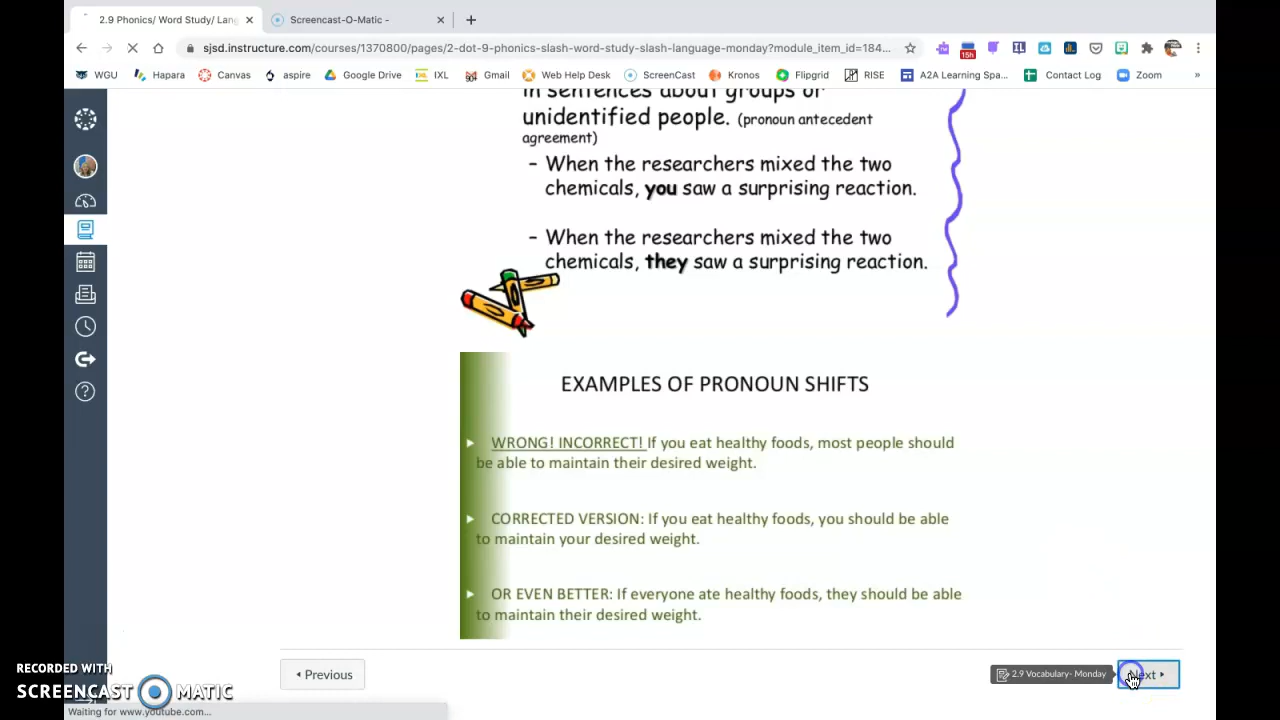 2.9 Phonics/ Word Study/ Lang
Screencast-O-Matic -
sjsd.instructure.com/courses/1370800/pages/2-dot-9-phonics-slash-word-study-slash-language-monday?module_item_id=184...
15h
WGU Hapara Canvas aspire Google Drive IXL Gmail Web Help Desk ScreenCast Kronos Flipgrid RISE A2A Learning Spa... Contact Log Zoom »
in sentences about groups or
unidentified people. (pronoun antecedent
agreement)
- When the researchers mixed the two
chemicals, you saw a surprising reaction.
- When the researchers mixed the two
chemicals, they saw a surprising reaction.
EXAMPLES OF PRONOUN SHIFTS
WRONG! INCORRECT! If you eat healthy foods, most people should
be able to maintain their desired weight.
CORRECTED VERSION: If you eat healthy foods, you should be able
to maintain your desired weight.
OR EVEN BETTER: If everyone ate healthy foods, they should be able
to maintain their desired weight.
Previous
2.9 Vocabulary- Monday
Next
RECORDED WITH
SCREENCAST MATIC
Waiting for www.youtube.com...